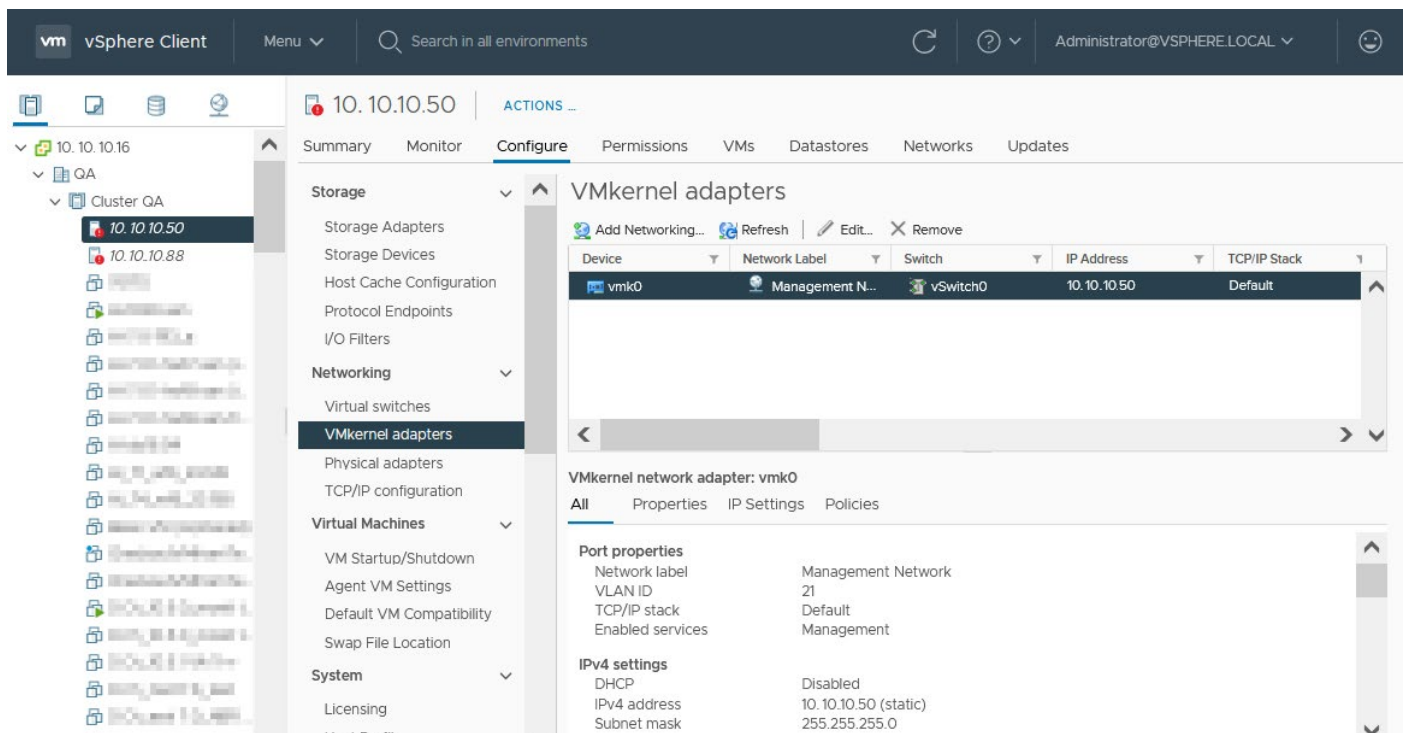 vm vSphere Client Menu Search in all environments Administrator@VSPHERE.LOCAL
10.10.10.16
QA
Cluster QA
10.10.10.50
10.10.10.88
10.10.10.50 ACTIONS ...
Summary Monitor Configure Permissions VMs Datastores Networks Updates
Storage
Storage Adapters
Storage Devices
Host Cache Configuration
Protocol Endpoints
I/O Filters
Networking
Virtual switches
VMkernel adapters
Physical adapters
TCP/IP configuration
Virtual Machines
VM Startup/Shutdown
Agent VM Settings
Default VM Compatibility
Swap File Location
System
Licensing
VMkernel adapters
Add Networking... Refresh Edit... Remove
Device Network Label Switch IP Address TCP/IP Stack
vmk0 Management N... vSwitch0 10.10.10.50 Default
VMkernel network adapter: vmk0
All Properties IP Settings Policies
Port properties
Network label Management Network
VLAN ID 21
TCP/IP stack Default
Enabled services Management
IPv4 settings
DHCP Disabled
IPv4 address 10.10.10.50 (static)
Subnet mask 255.255.255.0